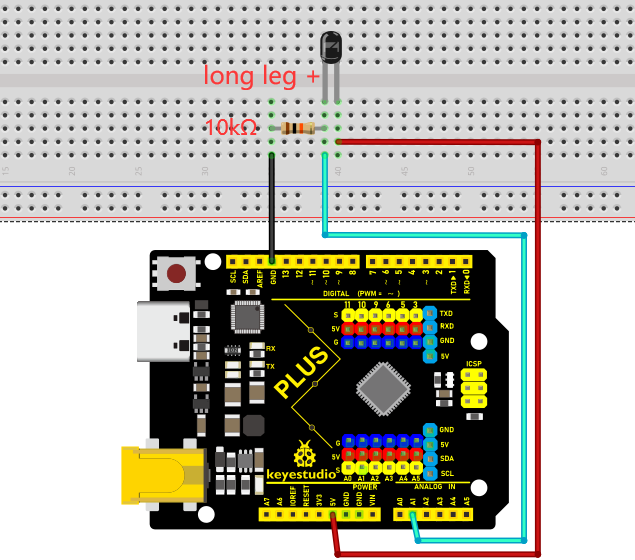 long leg +
10kΩ
15 20 25 30 35 40 45 50 55 60
SCL SDA AREF GND 13 12 ~11 ~10 ~9 8 7 ~6 ~5 4 ~3 2 TXD▶1 RXD◀0
DIGITAL (PWM = ~ )
11 10 9 6 5 3
S
5V
G
TXD
RXD
GND
5V
RX
TX
PLUS
ICSP
GND
5V
SDA
SCL
G
5V
S
A0 A1 A2 A3 A4 A5
keyestudio
POWER
ANALOG IN
A7 A6 IOREF RESET 3V3 5V GND GND VIN A0 A1 A2 A3 A4 A5